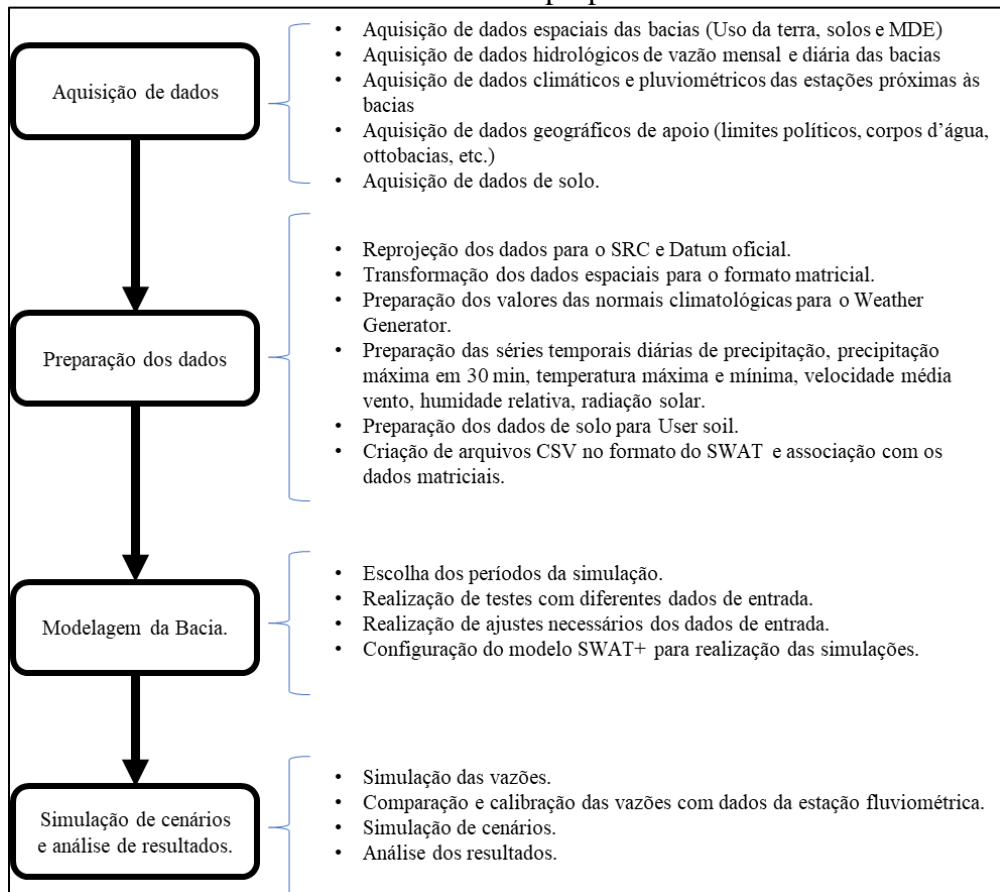 Aquisição de dados
• Aquisição de dados espaciais das bacias (Uso da terra, solos e MDE)
• Aquisição de dados hidrológicos de vazão mensal e diária das bacias
• Aquisição de dados climáticos e pluviométricos das estações próximas às
bacias
• Aquisição de dados geográficos de apoio (limites políticos, corpos d’água,
ottobacias, etc.)
• Aquisição de dados de solo.
Preparação dos dados
• Reprojeção dos dados para o SRC e Datum oficial.
• Transformação dos dados espaciais para o formato matricial.
• Preparação dos valores das normais climatológicas para o Weather
Generator.
• Preparação das séries temporais diárias de precipitação, precipitação
máxima em 30 min, temperatura máxima e mínima, velocidade média
vento, humidade relativa, radiação solar.
• Preparação dos dados de solo para User soil.
• Criação de arquivos CSV no formato do SWAT e associação com os
dados matriciais.
Modelagem da Bacia.
• Escolha dos períodos da simulação.
• Realização de testes com diferentes dados de entrada.
• Realização de ajustes necessários dos dados de entrada.
• Configuração do modelo SWAT+ para realização das simulações.
Simulação de cenários
e análise de resultados.
• Simulação das vazões.
• Comparação e calibração das vazões com dados da estação fluviométrica.
• Simulação de cenários.
• Análise dos resultados.